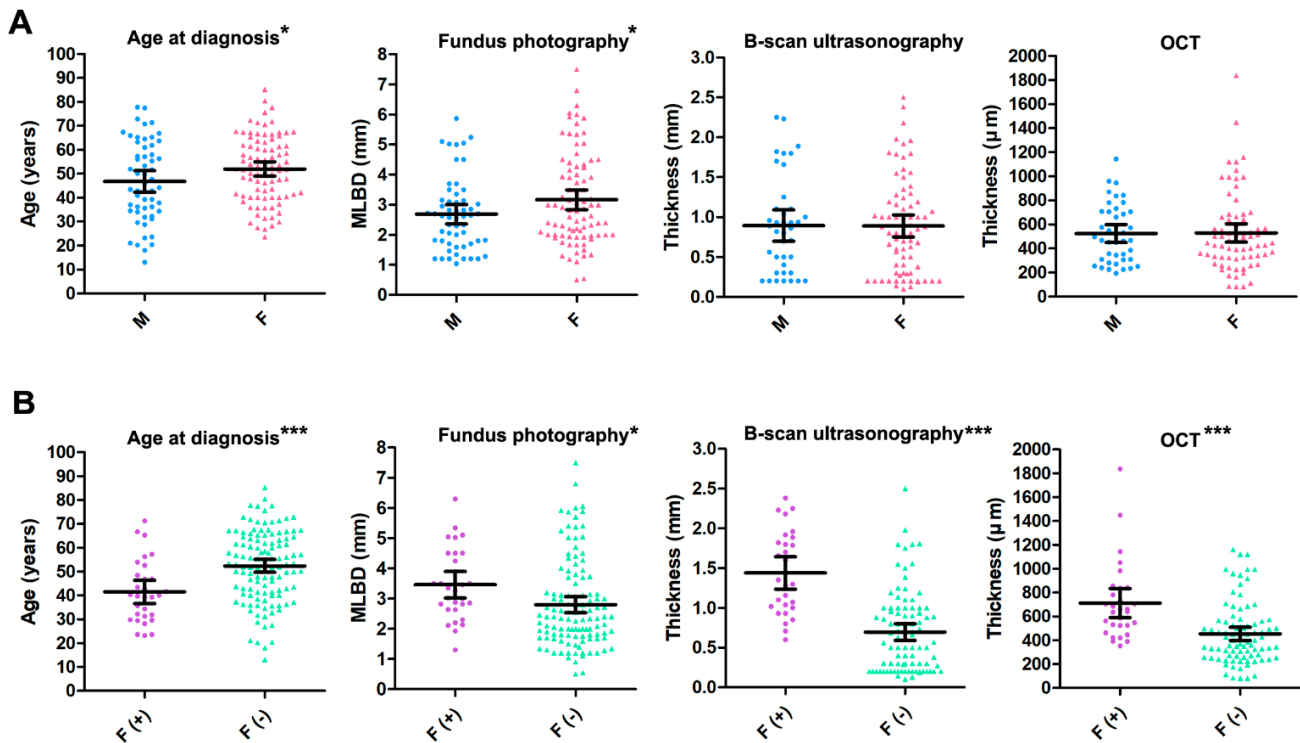 A
Age at diagnosis*
Age (years)
100
90
80
70
60
50
40
30
20
10
0
M
F
Fundus photography*
MLBD (mm)
8
7
6
5
4
3
2
1
0
M
F
B-scan ultrasonography
Thickness (mm)
3.0
2.5
2.0
1.5
1.0
0.5
0.0
M
F
OCT
Thickness (μm)
2000
1800
1600
1400
1200
1000
800
600
400
200
0
M
F
B
Age at diagnosis***
Age (years)
100
90
80
70
60
50
40
30
20
10
0
F (+)
F (-)
Fundus photography*
MLBD (mm)
8
7
6
5
4
3
2
1
0
F (+)
F (-)
B-scan ultrasonography***
Thickness (mm)
3.0
2.5
2.0
1.5
1.0
0.5
0.0
F (+)
F (-)
OCT***
Thickness (μm)
2000
1800
1600
1400
1200
1000
800
600
400
200
0
F (+)
F (-)